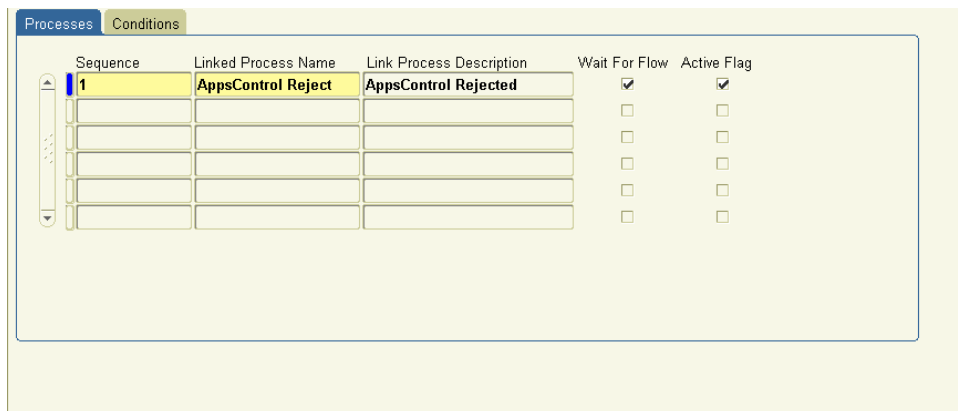 Processes Conditions
Sequence Linked Process Name Link Process Description Wait For Flow Active Flag
1 AppsControl Reject AppsControl Rejected